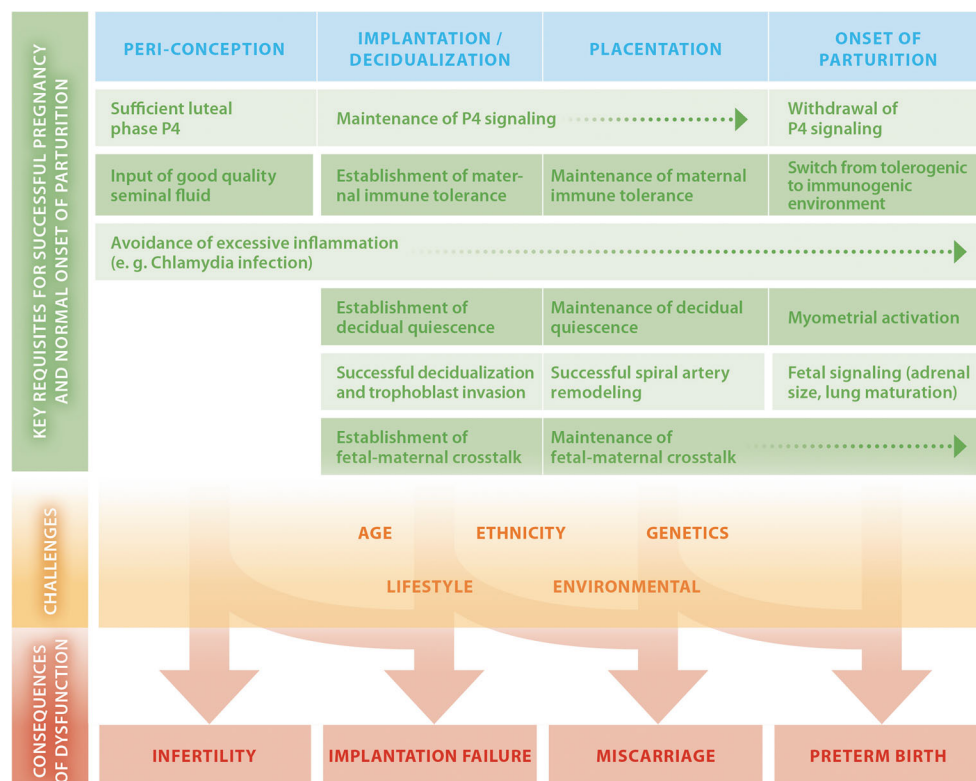 KEY REQUISITES FOR SUCCESSFUL PREGNANCY
AND NORMAL ONSET OF PARTURITION
PERI-CONCEPTION
IMPLANTATION /
DECIDUALIZATION
PLACENTATION
ONSET OF
PARTURITION
Sufficient luteal
phase P4
Maintenance of P4 signaling
Withdrawal of
P4 signaling
Input of good quality
seminal fluid
Establishment of mater-
nal immune tolerance
Maintenance of maternal
immune tolerance
Switch from tolerogenic
to immunogenic
environment
Avoidance of excessive inflammation
(e. g. Chlamydia infection)
Establishment of
decidual quiescence
Maintenance of decidual
quiescence
Myometrial activation
Successful decidualization
and trophoblast invasion
Successful spiral artery
remodeling
Fetal signaling (adrenal
size, lung maturation)
Establishment of
fetal-maternal crosstalk
Maintenance of
fetal-maternal crosstalk
CHALLENGES
AGE
ETHNICITY
GENETICS
LIFESTYLE
ENVIRONMENTAL
CONSEQUENCES
OF DYSFUNCTION
INFERTILITY
IMPLANTATION FAILURE
MISCARRIAGE
PRETERM BIRTH